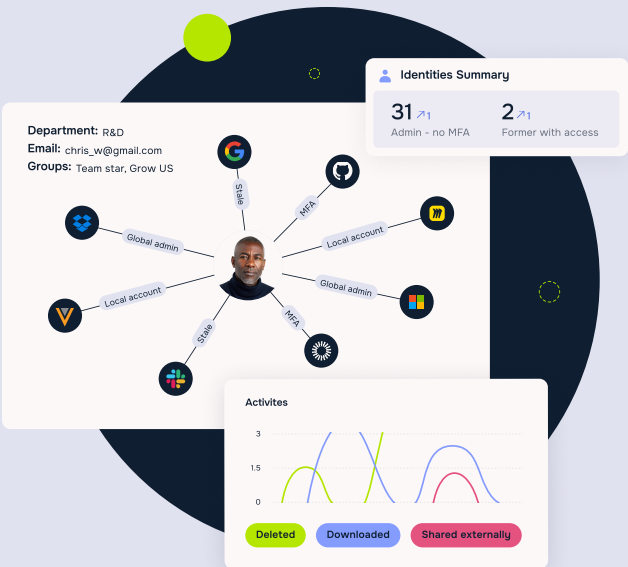 Identities Summary
31 ↗1
Admin - no MFA
2 ↗1
Former with access
Department: R&D
Email: chris_w@gmail.com
Groups: Team star, Grow US
Stale
MFA
Global admin
Local account
Local account
Global admin
Stale
MFA
Activites
3
1.5
0
Deleted
Downloaded
Shared externally